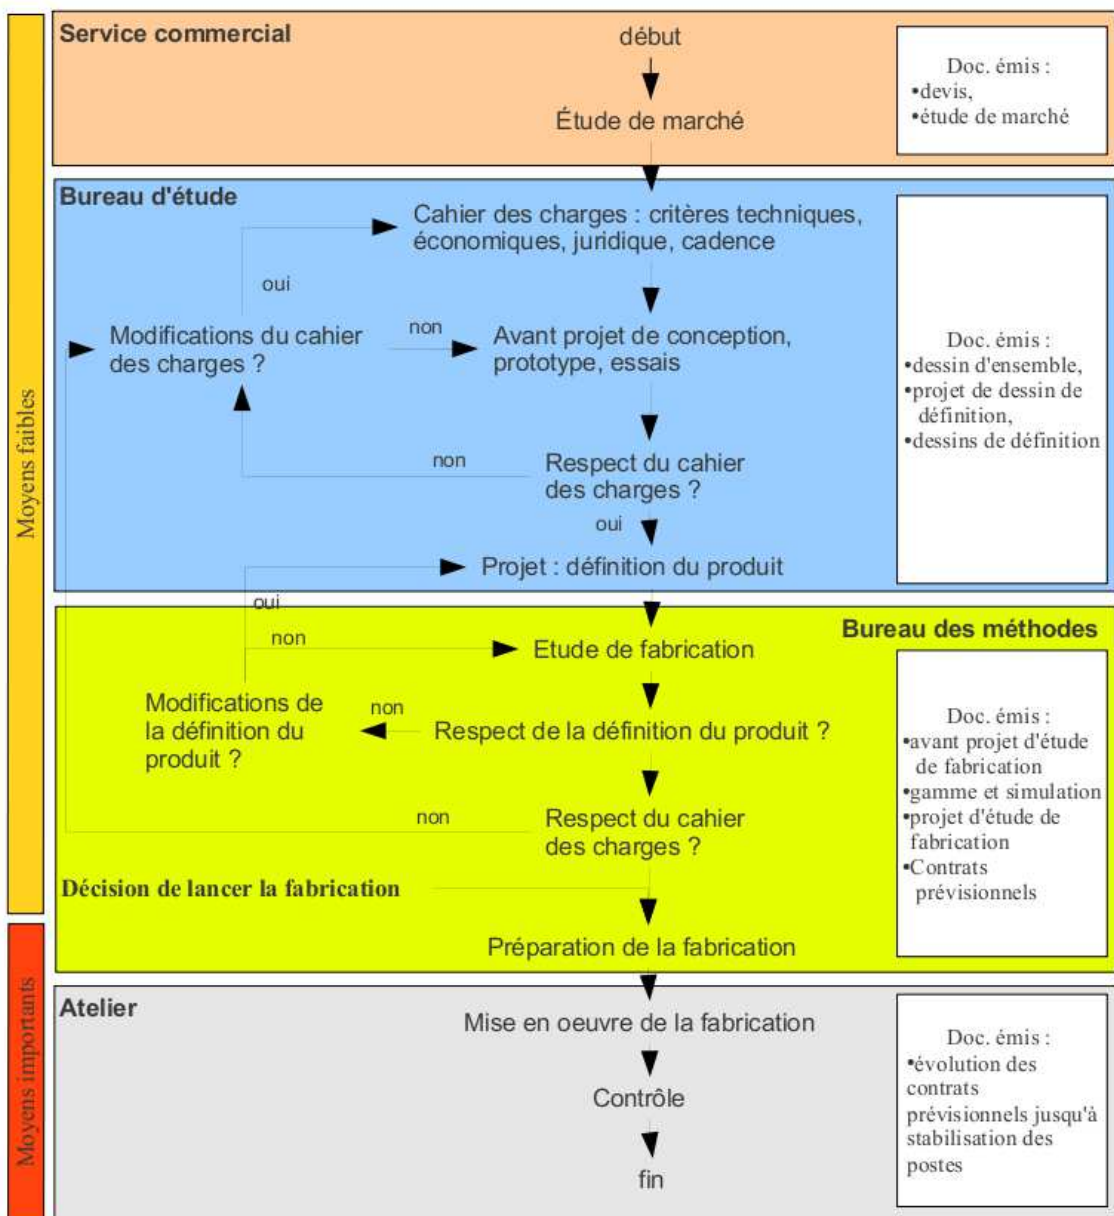 Service commercial
début
Étude de marché
Doc. émis :
•devis,
•étude de marché
Moyens faibles
Bureau d'étude
Cahier des charges : critères techniques,
économiques, juridique, cadence
oui
Modifications du cahier
des charges ?
non
Avant projet de conception,
prototype, essais
non
Respect du cahier
des charges ?
oui
Projet : définition du produit
Doc. émis :
•dessin d'ensemble,
•projet de dessin de
définition,
•dessins de définition
oui
Bureau des méthodes
non
Etude de fabrication
Modifications de
la définition du
produit ?
non
Respect de la définition du produit ?
non
Respect du cahier
des charges ?
Décision de lancer la fabrication
Préparation de la fabrication
Doc. émis :
•avant projet d'étude
de fabrication
•gamme et simulation
•projet d'étude de
fabrication
•Contrats
prévisionnels
Moyens importants
Atelier
Mise en oeuvre de la fabrication
Contrôle
fin
Doc. émis :
•évolution des
contrats
prévisionnels jusqu'à
stabilisation des
postes